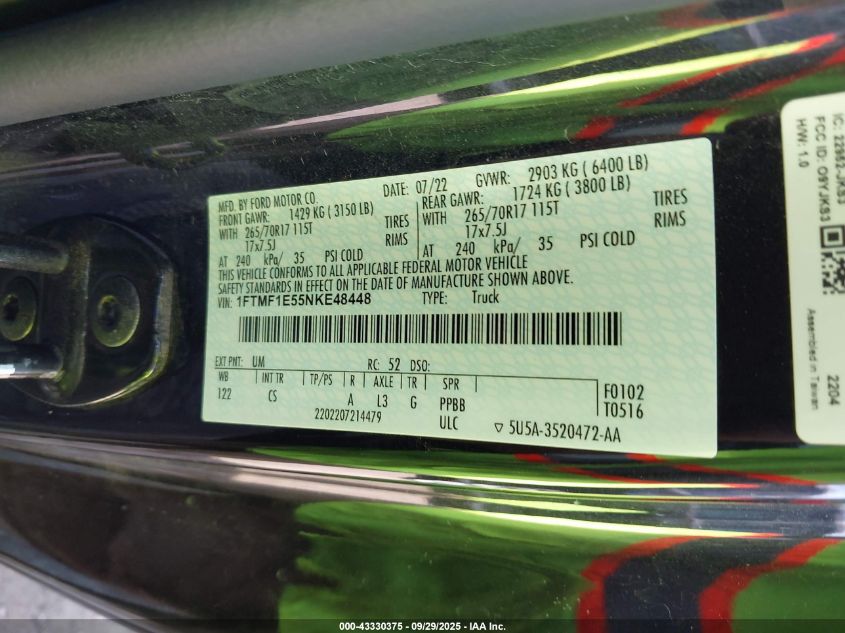 MFD. BY FORD MOTOR CO.
DATE: 07/22 GVWR: 2903 KG ( 6400 LB)
FRONT GAWR: 1429 KG ( 3150 LB)
REAR GAWR: 1724 KG ( 3800 LB)
WITH 265/70R17 115T TIRES
WITH 265/70R17 115T TIRES
17x7.5J RIMS
17x7.5J RIMS
AT 240 kPa/ 35 PSI COLD
AT 240 kPa/ 35 PSI COLD
THIS VEHICLE CONFORMS TO ALL APPLICABLE FEDERAL MOTOR VEHICLE
SAFETY STANDARDS IN EFFECT ON THE DATE OF MANUFACTURE SHOWN ABOVE.
VIN: 1FTMF1E55NKE48448 TYPE: Truck
EXT PNT: UM RC: 52 DSO:
WB INT TR TP/PS R AXLE TR SPR
122 CS A L3 G PPBB
F0102
T0516
2202207214479 ULC
▽ 5U5A-3520472-AA
FCC ID: O9YJKS3
H/W: 1.0
Assembled in Taiwan
2204
000-43330375 - 09/29/2025 - IAA Inc.